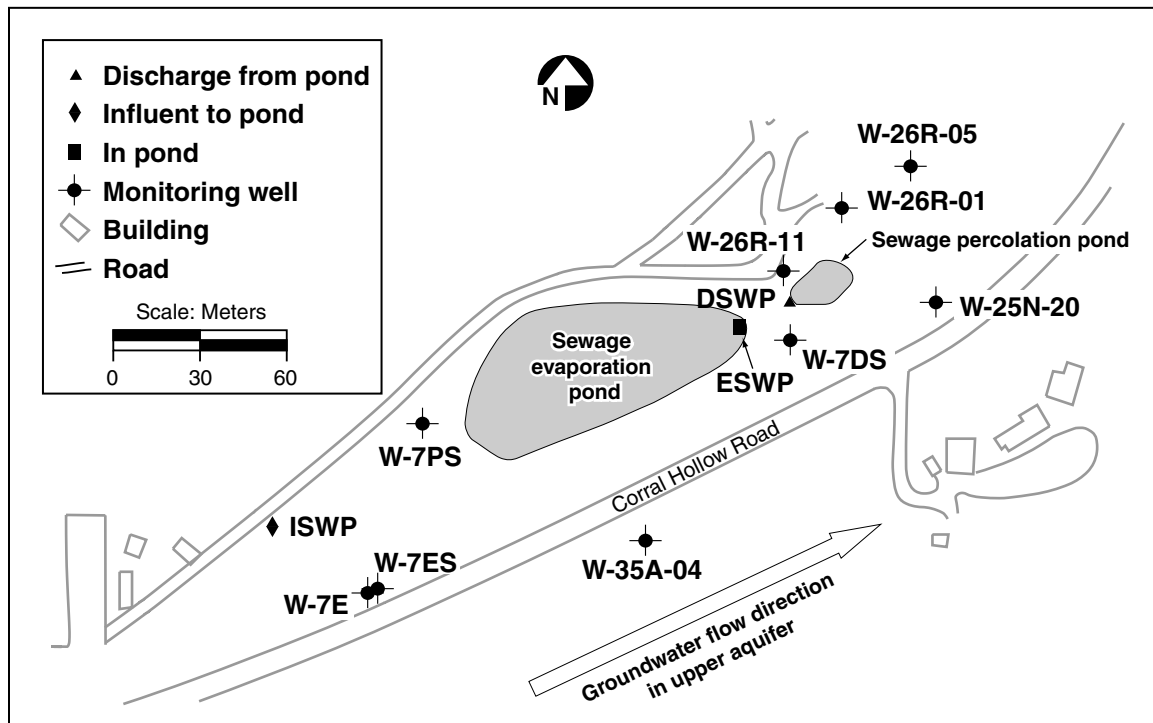 Discharge from pond
Influent to pond
In pond
Monitoring well
Building
Road
Scale: Meters
0 30 60
N
W-26R-05
W-26R-01
W-26R-11
Sewage percolation pond
DSWP
W-25N-20
Sewage
evaporation
pond
ESWP
W-7DS
W-7PS
Corral Hollow Road
ISWP
W-7ES
W-7E
W-35A-04
Groundwater flow direction
in upper aquifer